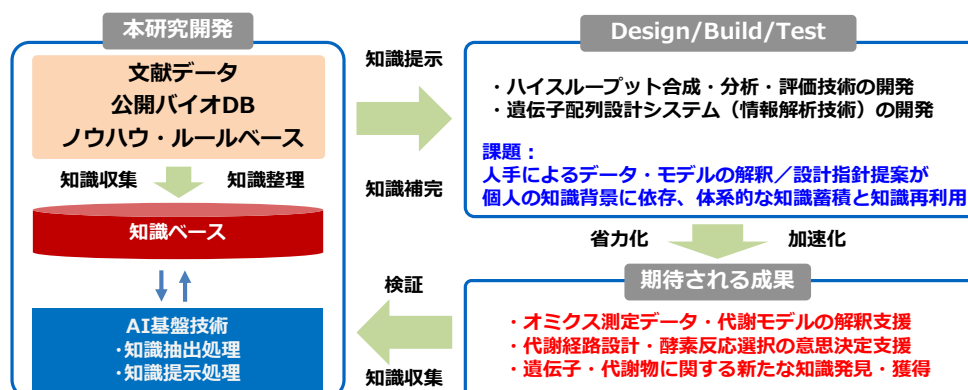 本研究開発
文献データ
公開バイオDB
ノウハウ・ルールベース
知識収集 知識整理
知識ベース
AI基盤技術
・知識抽出処理
・知識提示処理
知識提示
知識補完
Design/Build/Test
・ハイスループット合成・分析・評価技術の開発
・遺伝子配列設計システム（情報解析技術）の開発
課題：
人手によるデータ・モデルの解釈／設計指針提案が
個人の知識背景に依存、体系的な知識蓄積と知識再利用
省力化 加速化
期待される成果
・オミクス測定データ・代謝モデルの解釈支援
・代謝経路設計・酵素反応選択の意思決定支援
・遺伝子・代謝物に関する新たな知識発見・獲得
検証
知識収集